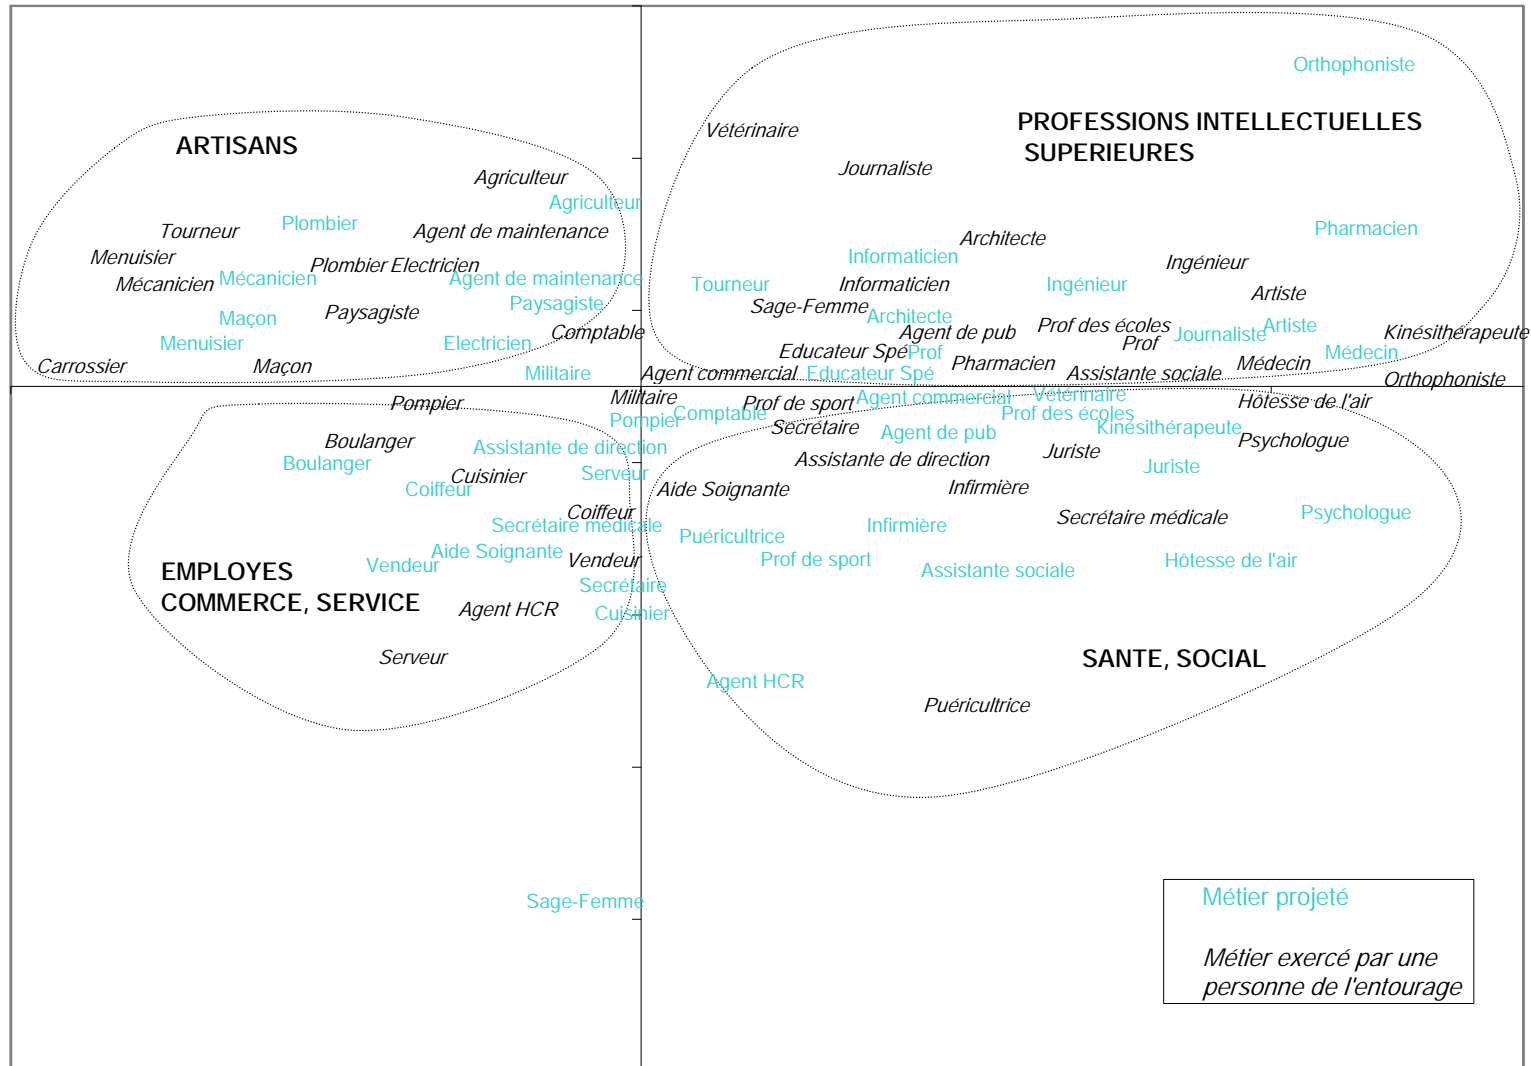 Orthophoniste
PROFESSIONS INTELLECTUELLES
SUPERIEURES
Vétérinaire
ARTISANS
Journaliste
Agriculteur
Agriculteur
Plombier
Tourneur
Agent de maintenance
Pharmacien
Architecte
Menuisier
Informaticien
Plombier Electricien
Ingénieur
Mécanicien
Mécanicien
Agent de maintenance
Tourneur
Informaticien
Ingénieur
Artiste
Paysagiste
Sage-Femme
Paysagiste
Maçon
Architecte
Prof des écoles
Artiste
Comptable
Agent de pub
Journaliste
Kinésithérapeute
Menuisier
Electricien
Prof
Educateur Spé
Prof
Médecin
Carrossier
Maçon
Pharmacien
Médecin
Militaire
Agent commercial
Educateur Spé
Assistante sociale
Orthophoniste
Pompier
Militaire
Prof de sport
Agent commercial
Vétérinaire
Hôtesse de l'air
Pompier
Comptable
Prof des écoles
Secrétaire
Agent de pub
Kinésithérapeute
Boulanger
Psychologue
Assistante de direction
Juriste
Boulanger
Assistante de direction
Juriste
Cuisinier
Serveur
Coiffeur
Aide Soignante
Infirmière
Coiffeur
Secrétaire médicale
Psychologue
Secrétaire médicale
Infirmière
Puéricultrice
Aide Soignante
Vendeur
Vendeur
Prof de sport
Hôtesse de l'air
EMPLOYES
COMMERCE, SERVICE
Assistante sociale
Secrétaire
Agent HCR
Cuisinier
Serveur
SANTE, SOCIAL
Agent HCR
Puéricultrice
Sage-Femme
Métier projeté
Métier exercé par une
personne de l'entourage